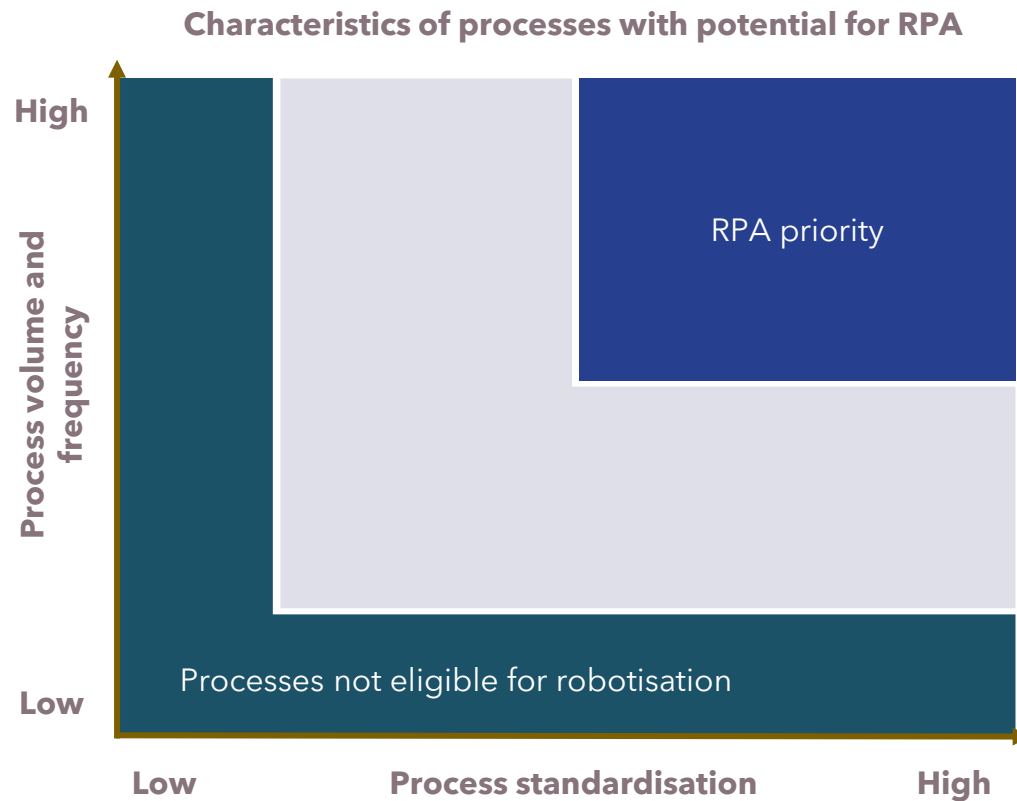 Characteristics of processes with potential for RPA
High
Process volume and
frequency
RPA priority
Processes not eligible for robotisation
Low
Low
Process standardisation
High